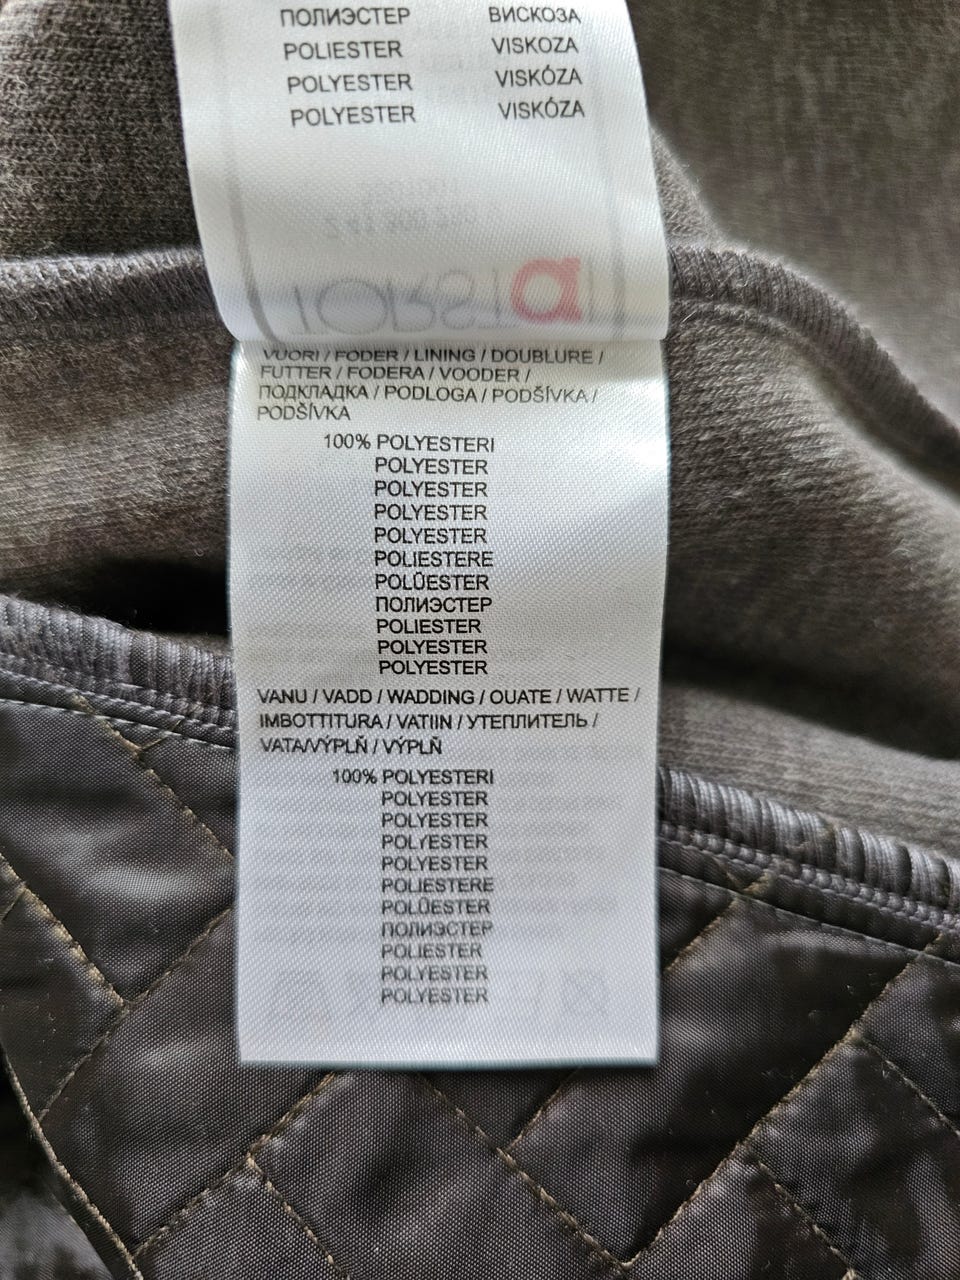 ПОЛИЭСТЕР ВИСКОЗА
POLIESTER VISKOZA
POLYESTER VISKÓZA
POLYESTER VISKÓZA
VUORI / FODER / LINING / DOUBLURE /
FUTTER / FODERA / VOODER /
ПОДКЛАДКА / PODLOGA / PODŠÍVKA /
PODŠÍVKA
100% POLYESTERI
POLYESTER
POLYESTER
POLYESTER
POLYESTER
POLIESTERE
POLÜESTER
ПОЛИЭСТЕР
POLIESTER
POLYESTER
POLYESTER
VANU / VADD / WADDING / OUATE / WATTE /
IMBOTTITURA / VATIIN / УТЕПЛИТЕЛЬ /
VATA/VÝPLŇ / VÝPLŇ
100% POLYESTERI
POLYESTER
POLYESTER
POLYESTER
POLYESTER
POLIESTERE
POLÜESTER
ПОЛИЭСТЕР
POLIESTER
POLYESTER
POLYESTER